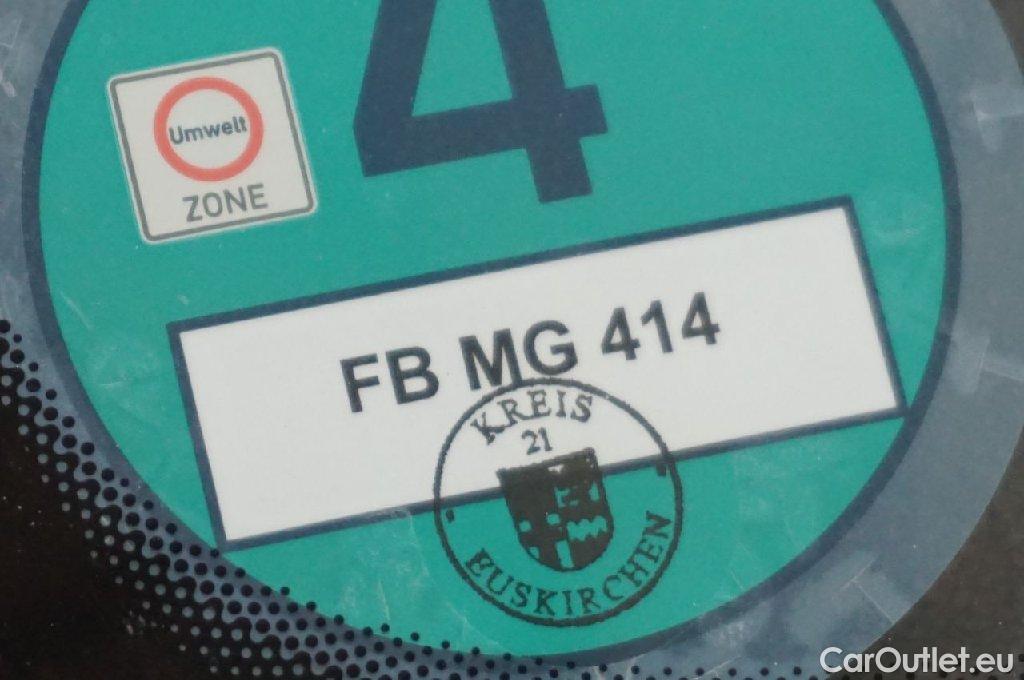 4
Umwelt
ZONE
FB MG 414
KREIS
21
EUSKIRCHEN
CarOutlet.eu